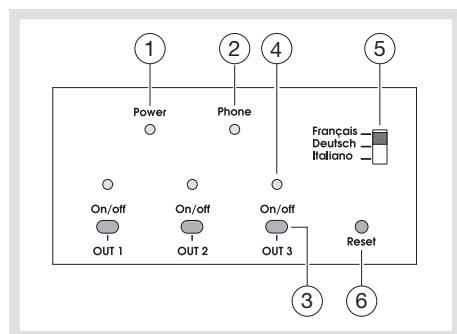 1 2 4 5
Power Phone
Français
Deutsch
Italiano
On/off On/off On/off
OUT 1 OUT 2 OUT 3 Reset
3 6